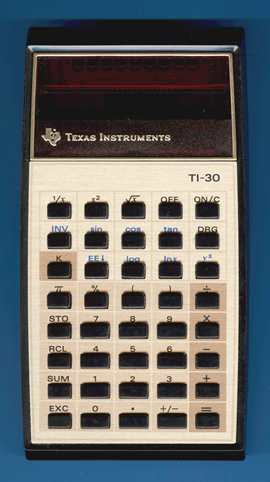 TEXAS INSTRUMENTS
TI-30
1/x x² √x OFF ON/C
INV sin cos tan DRG
K EE↓ log lnx yˣ
π % ( ) ÷
STO 7 8 9 X
RCL 4 5 6 −
SUM 1 2 3 +
EXC 0 • +/− =